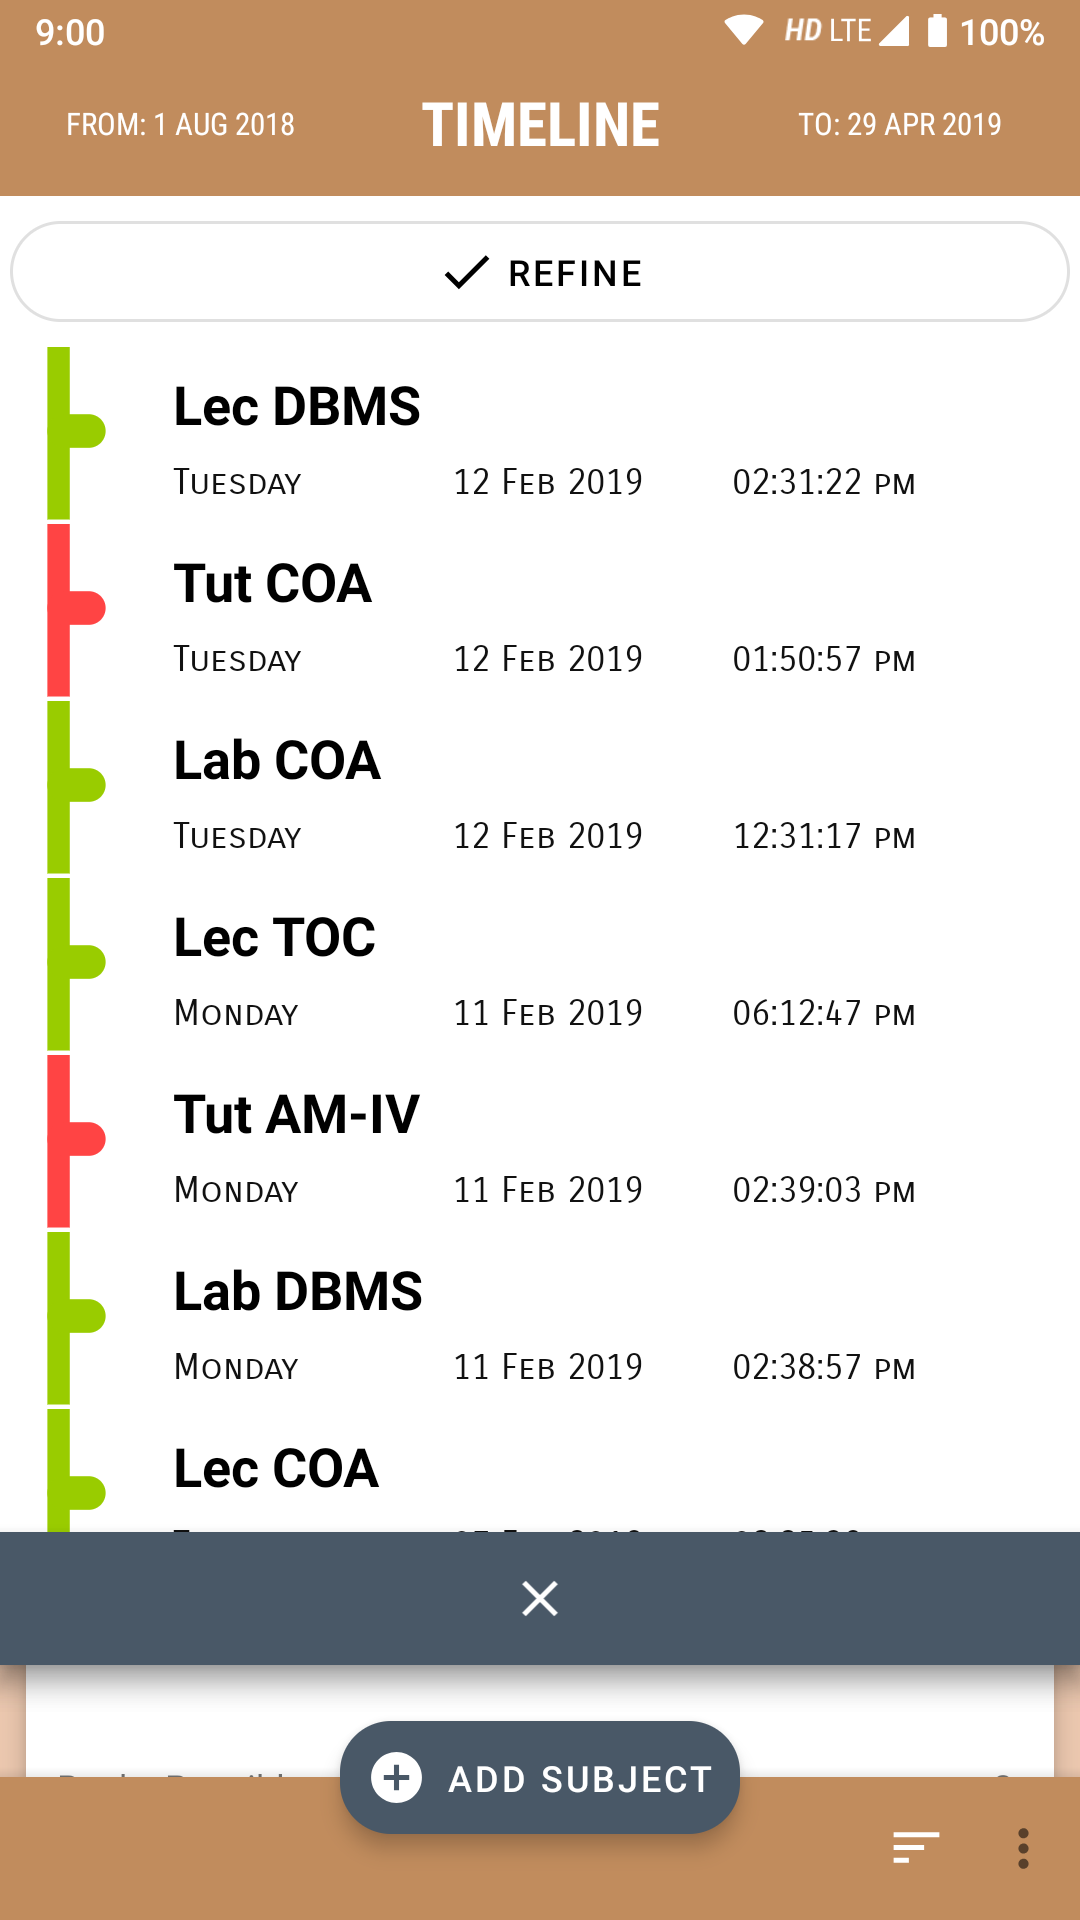 9:00 HD LTE 100%
FROM: 1 AUG 2018 TIMELINE TO: 29 APR 2019
REFINE
Lec DBMS
Tuesday 12 Feb 2019 02:31:22 pm
Tut COA
Tuesday 12 Feb 2019 01:50:57 pm
Lab COA
Tuesday 12 Feb 2019 12:31:17 pm
Lec TOC
Monday 11 Feb 2019 06:12:47 pm
Tut AM-IV
Monday 11 Feb 2019 02:39:03 pm
Lab DBMS
Monday 11 Feb 2019 02:38:57 pm
Lec COA
ADD SUBJECT